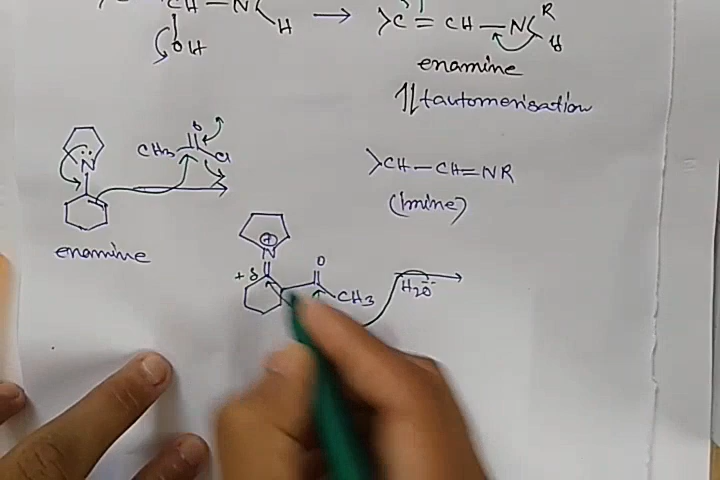 CH — N
H
OH
>C = CH — N R
H
enamine
tautomerisation
N
CH3 O Cl
>CH — CH = NR
(imine)
enamine
N +
+δ O CH3
H2O